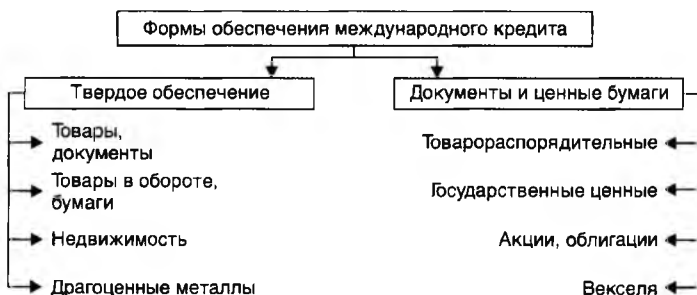 Формы обеспечения международного кредита
Твердое обеспечение
Документы и ценные бумаги
Товары,
документы
Товары в обороте,
бумаги
Недвижимость
Драгоценные металлы
Товарораспорядительные
Государственные ценные
Акции, облигации
Векселя